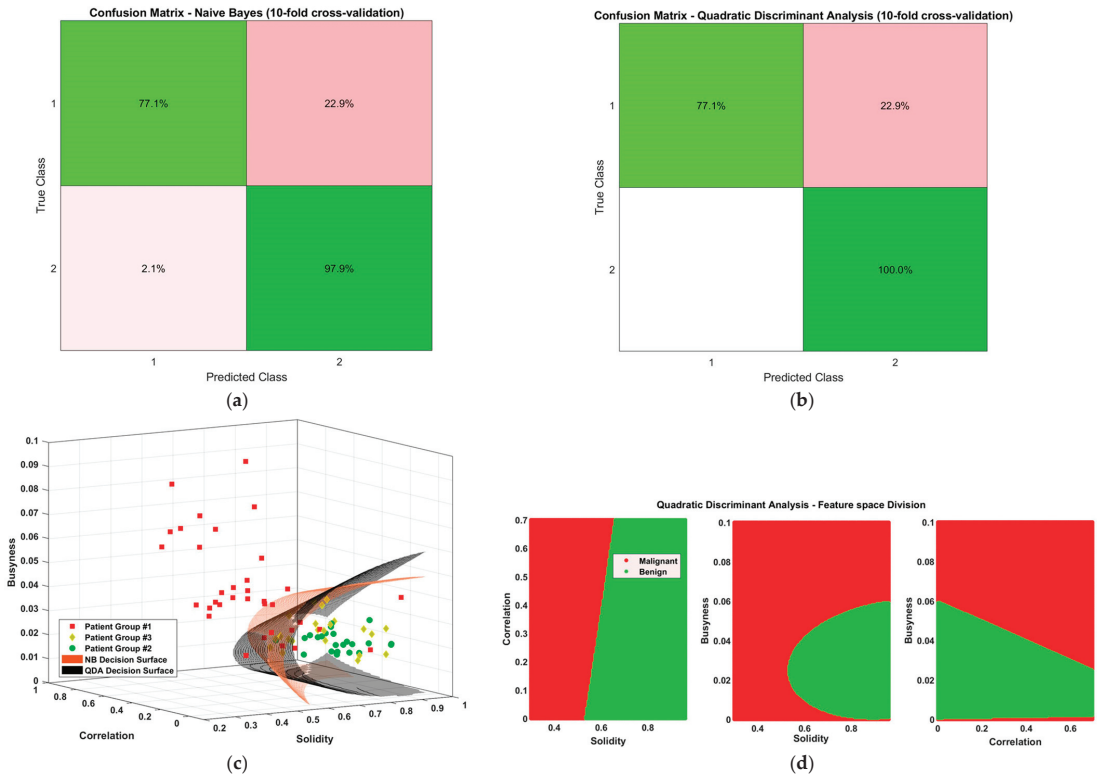 Confusion Matrix - Naive Bayes (10-fold cross-validation)
1
77.1%
22.9%
True Class
2
2.1%
97.9%
1
2
Predicted Class
(a)
Confusion Matrix - Quadratic Discriminant Analysis (10-fold cross-validation)
1
77.1%
22.9%
True Class
2
100.0%
1
2
Predicted Class
(b)
0.1
0.09
0.08
0.07
0.06
0.05
0.04
0.03
0.02
0.01
0
Busyness
Patient Group #1
Patient Group #3
Patient Group #2
NB Decision Surface
QDA Decision Surface
1
0.8
0.6
0.4
0.2
0
Correlation
0.2
0.3
0.4
0.5
0.6
0.7
0.8
0.9
1
Solidity
(c)
Quadratic Discriminant Analysis - Feature space Division
0.7
0.6
0.5
0.4
0.3
0.2
0.1
0
Correlation
Malignant
Benign
0.4
0.6
0.8
Solidity
0.1
0.08
0.06
0.04
0.02
0
Busyness
0.4
0.6
0.8
Solidity
0.1
0.08
0.06
0.04
0.02
0
Busyness
0
0.2
0.4
0.6
Correlation
(d)